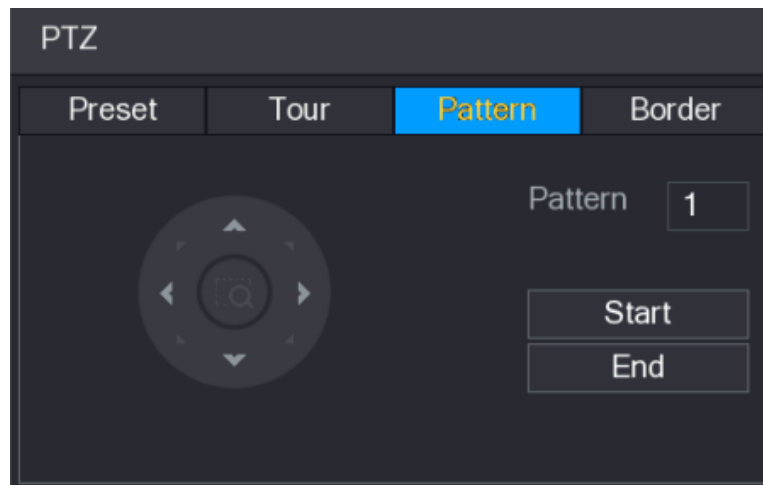 PTZ
Preset Tour Pattern Border
Pattern 1
Start
End